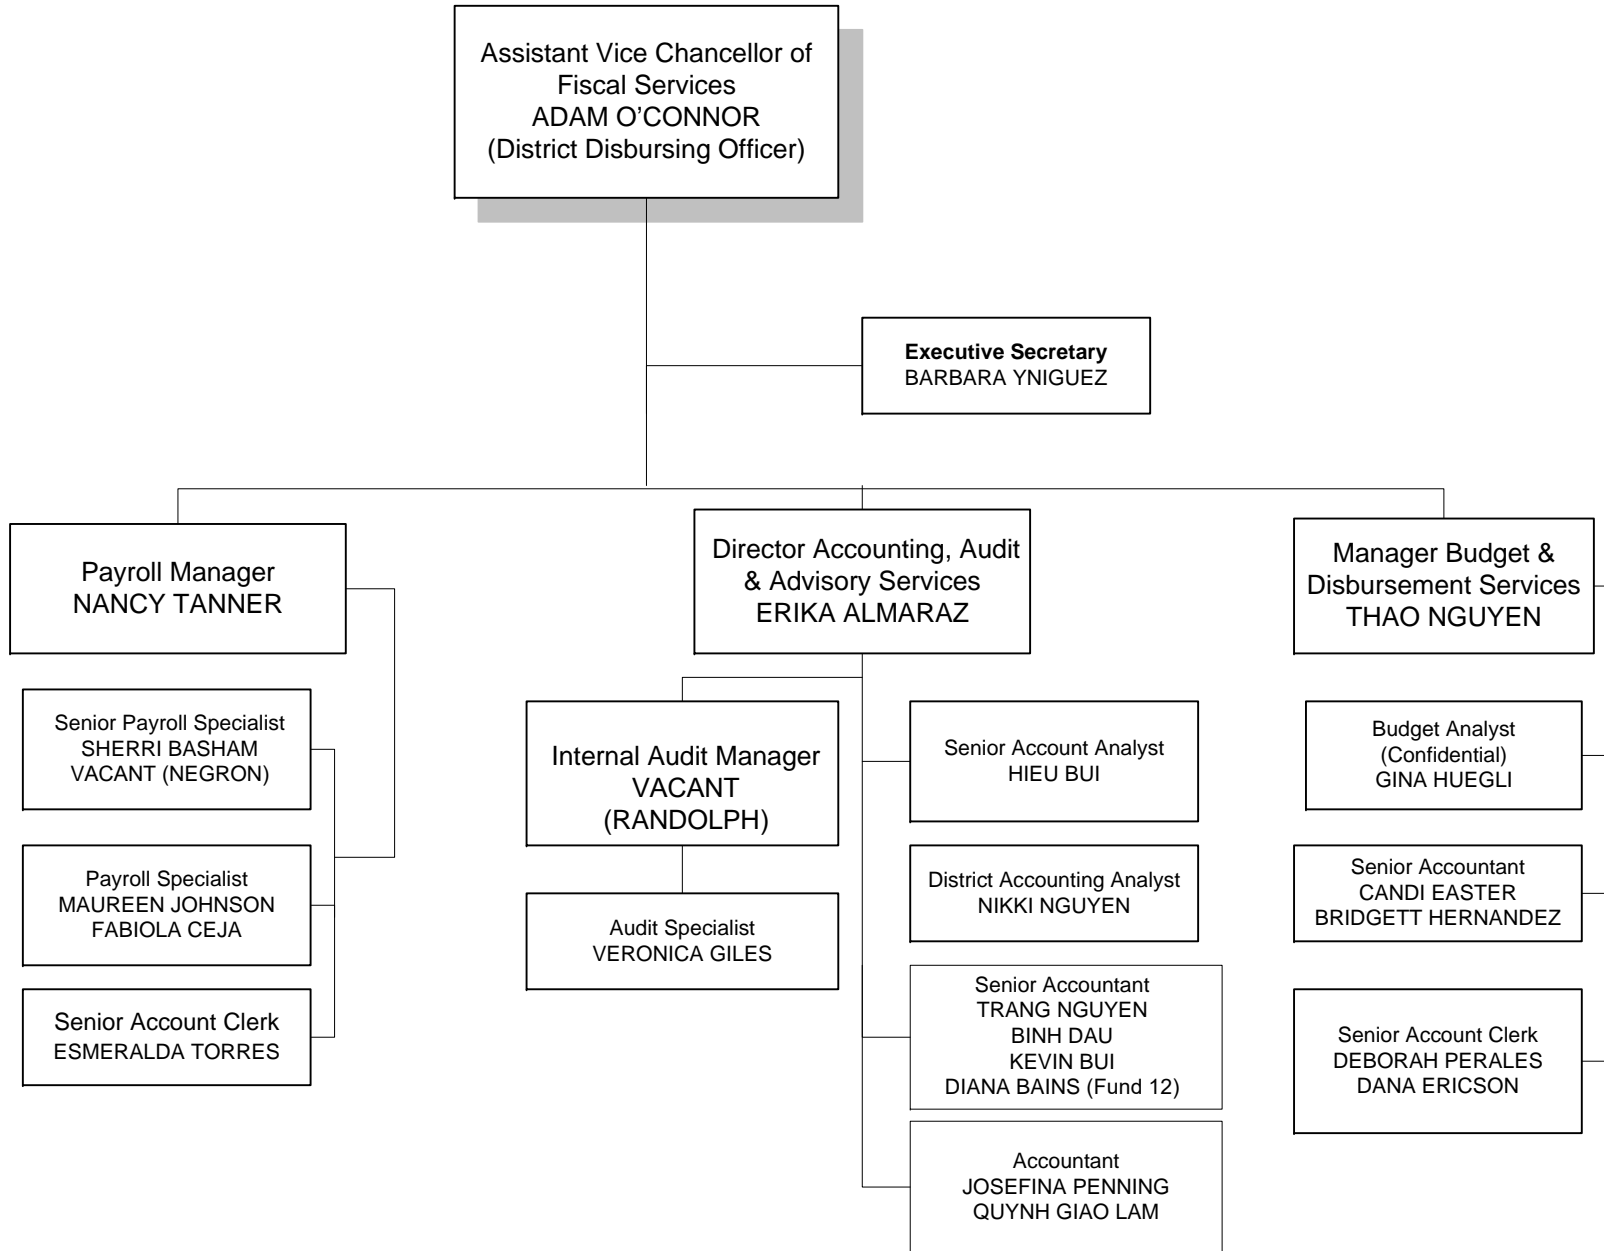 Assistant Vice Chancellor of
Fiscal Services
ADAM O’CONNOR
(District Disbursing Officer)
Executive Secretary
BARBARA YNIGUEZ
Payroll Manager
NANCY TANNER
Director Accounting, Audit
& Advisory Services
ERIKA ALMARAZ
Manager Budget &
Disbursement Services
THAO NGUYEN
Senior Payroll Specialist
SHERRI BASHAM
VACANT (NEGRON)
Payroll Specialist
MAUREEN JOHNSON
FABIOLA CEJA
Senior Account Clerk
ESMERALDA TORRES
Internal Audit Manager
VACANT
(RANDOLPH)
Audit Specialist
VERONICA GILES
Senior Account Analyst
HIEU BUI
District Accounting Analyst
NIKKI NGUYEN
Senior Accountant
TRANG NGUYEN
BINH DAU
KEVIN BUI
DIANA BAINS (Fund 12)
Accountant
JOSEFINA PENNING
QUYNH GIAO LAM
Budget Analyst
(Confidential)
GINA HUEGLI
Senior Accountant
CANDI EASTER
BRIDGETT HERNANDEZ
Senior Account Clerk
DEBORAH PERALES
DANA ERICSON